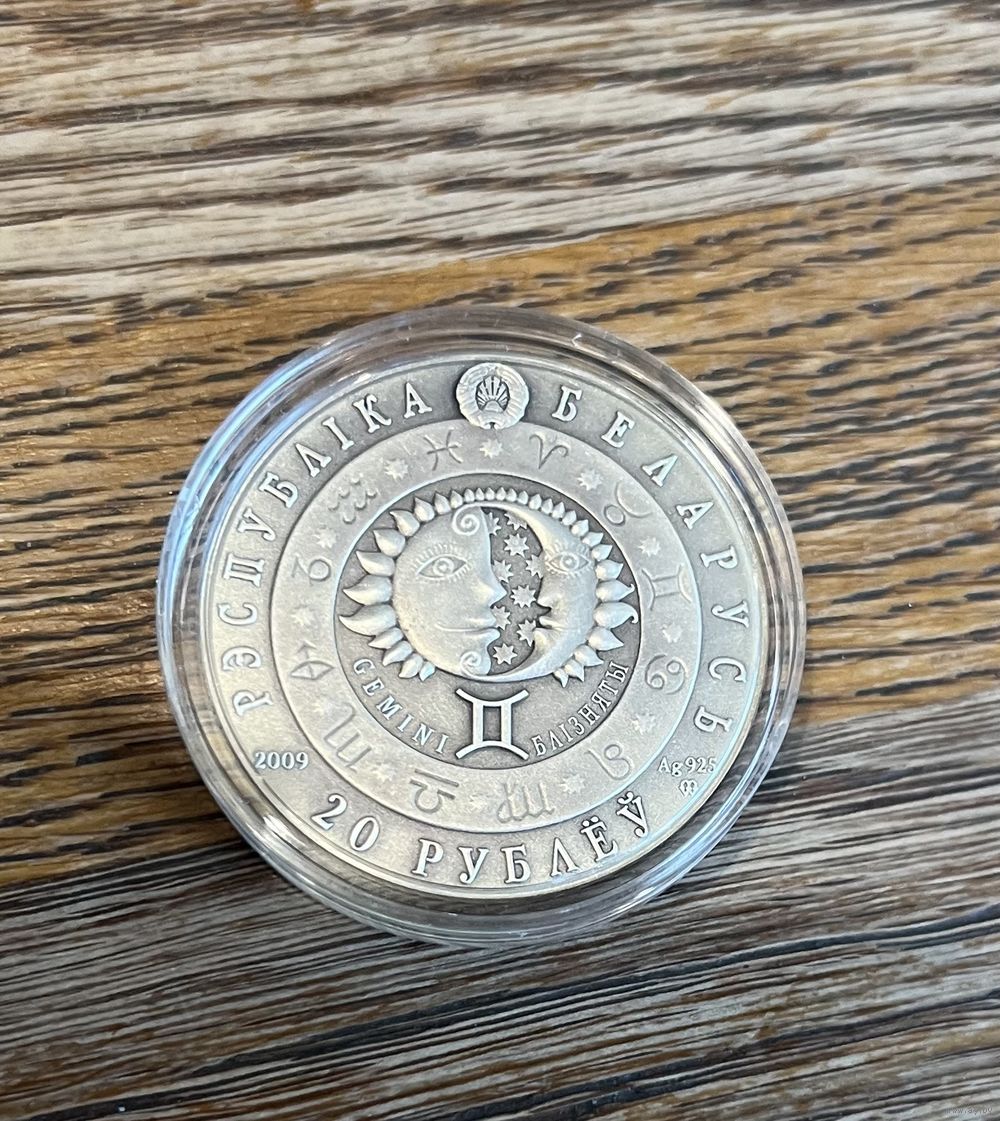 РЭСПУБЛІКА БЕЛАРУСЬ
GEMINI БЛІЗНЯТЫ
2009
Ag 925
20 РУБЛЁЎ